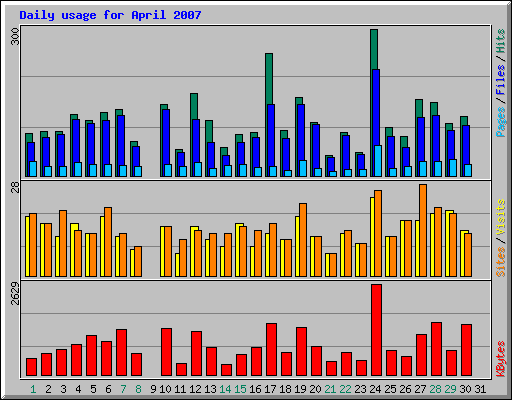 Daily usage for April 2007
300
Pages / Files / Hits
28
Sites / Visits
2629
KBytes
1 2 3 4 5 6 7 8 9 10 11 12 13 14 15 16 17 18 19 20 21 22 23 24 25 26 27 28 29 30 31